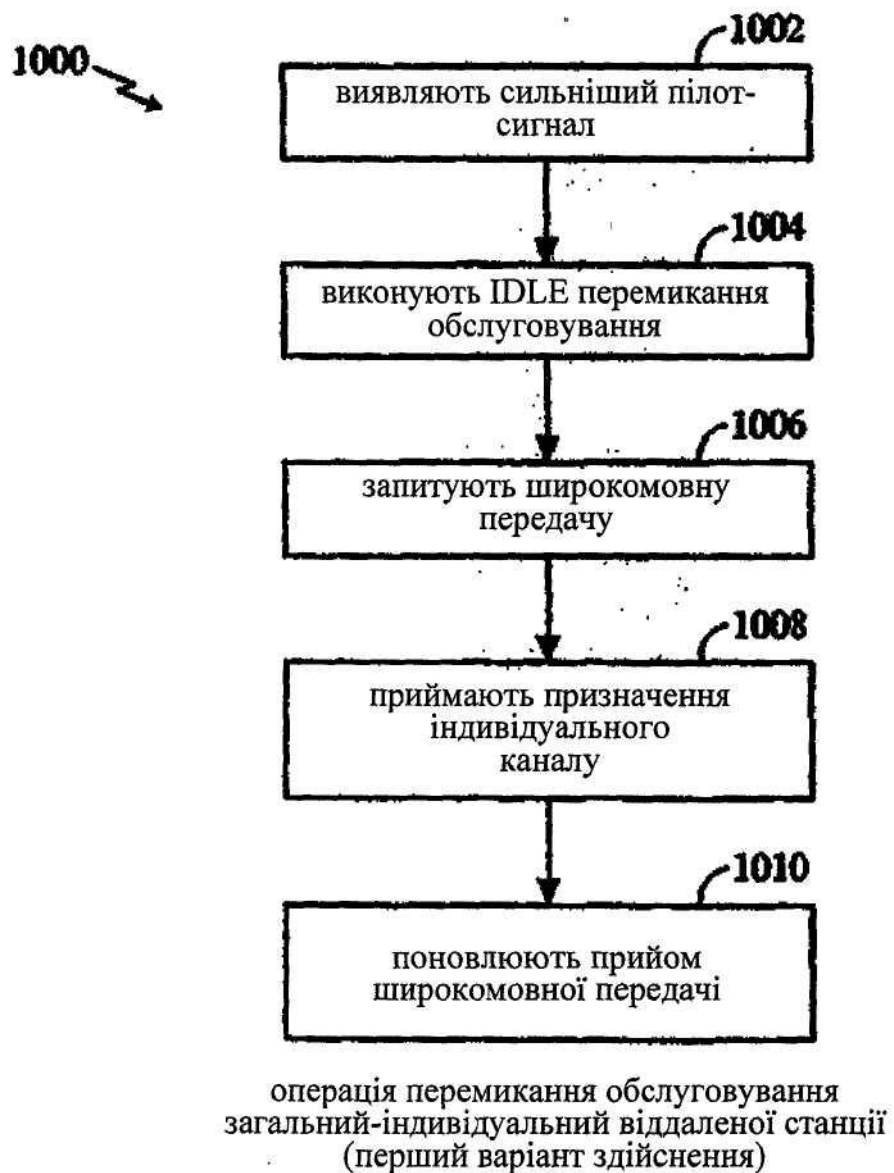 1002
1000
виявляють сильніший пілот-
сигнал
1004
виконують IDLE перемикання
обслуговування
1006
запитують широкомовну
передачу
1008
приймають призначення
індивідуального
каналу
1010
поновлюють прийом
широкомовної передачі
операція перемикання обслуговування
загальний-індивідуальний віддаленої станції
(перший варіант здійснення)